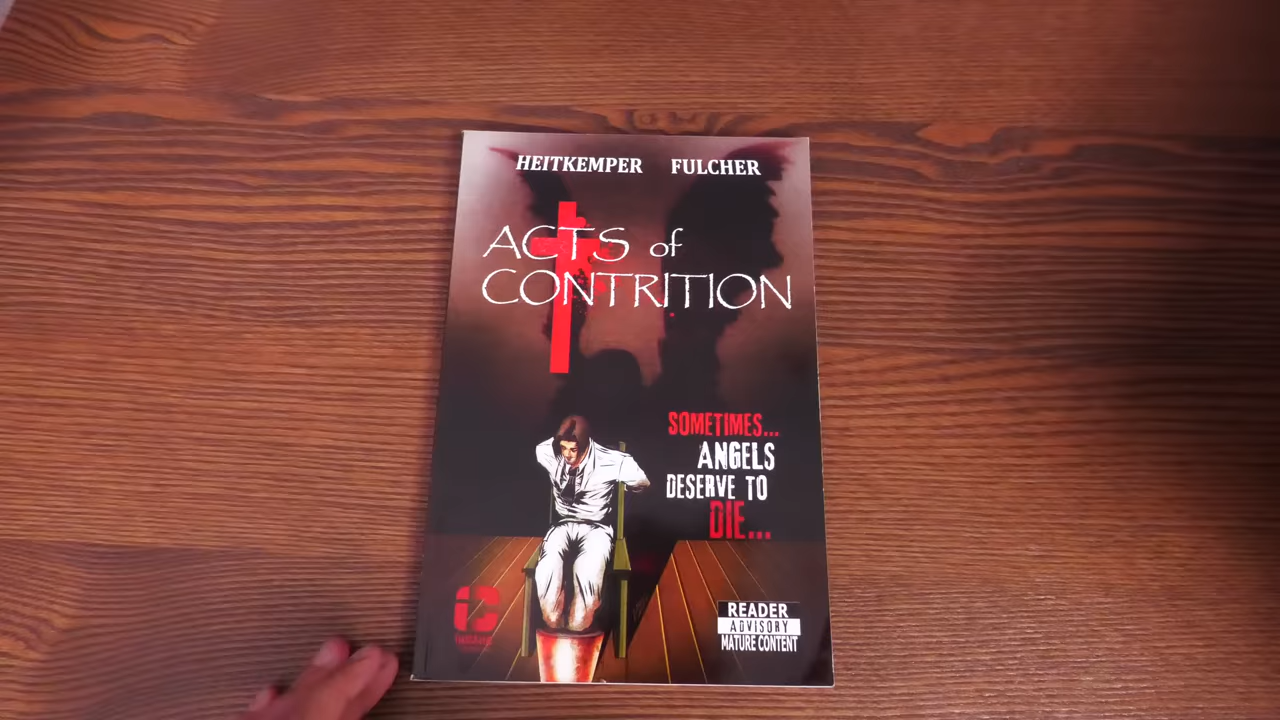 HEITKEMPER FULCHER
ACTS of
CONTRITION
SOMETIMES...
ANGELS
DESERVE TO
DIE...
READER
ADVISORY
MATURE CONTENT